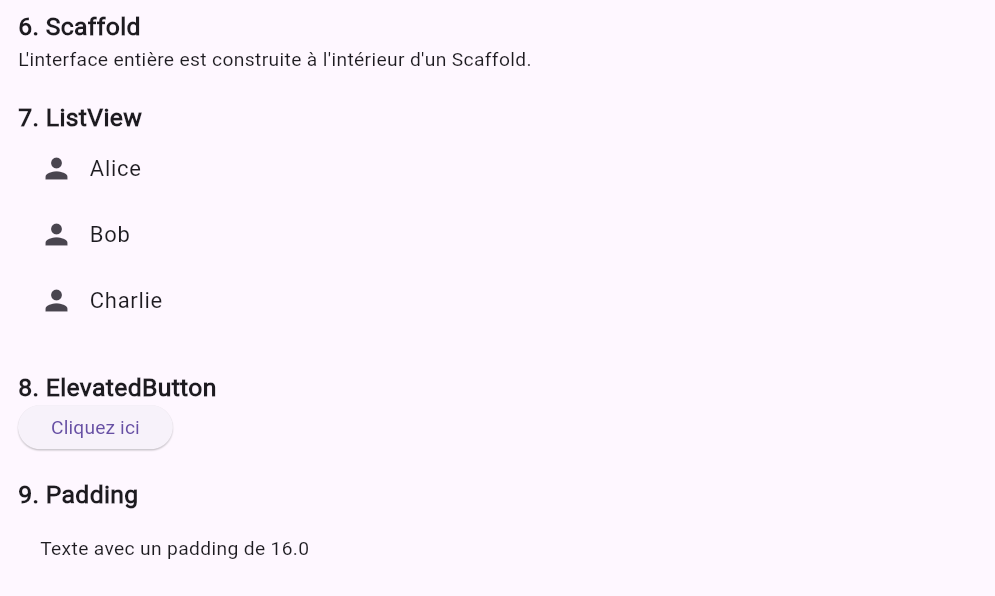 6. Scaffold
L'interface entière est construite à l'intérieur d'un Scaffold.
7. ListView
Alice
Bob
Charlie
8. ElevatedButton
Cliquez ici
9. Padding
Texte avec un padding de 16.0